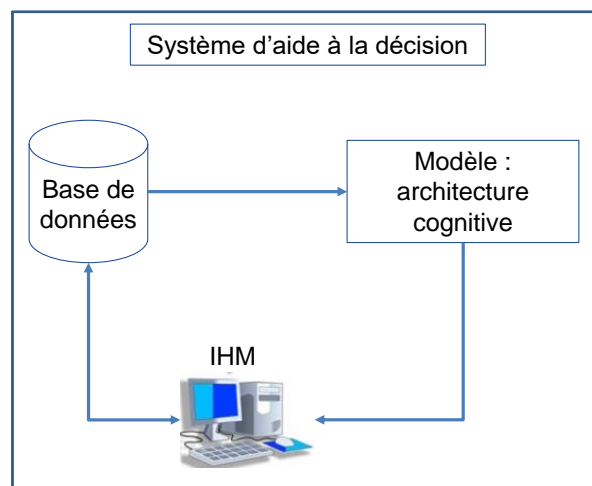 Système d’aide à la décision
Base de
données
Modèle :
architecture
cognitive
IHM